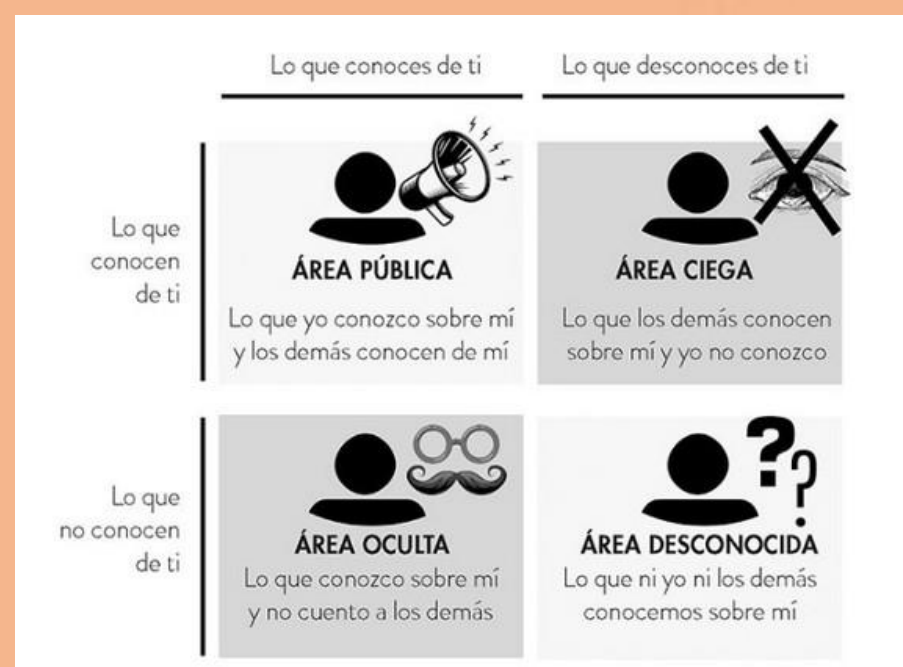 Lo que conoces de ti
Lo que desconoces de ti
Lo que
conocen
de ti
ÁREA PÚBLICA
Lo que yo conozco sobre mí
y los demás conocen de mí
ÁREA CIEGA
Lo que los demás conocen
sobre mí y yo no conozco
Lo que
no conocen
de ti
ÁREA OCULTA
Lo que conozco sobre mí
y no cuento a los demás
??
ÁREA DESCONOCIDA
Lo que ni yo ni los demás
conocemos sobre mí